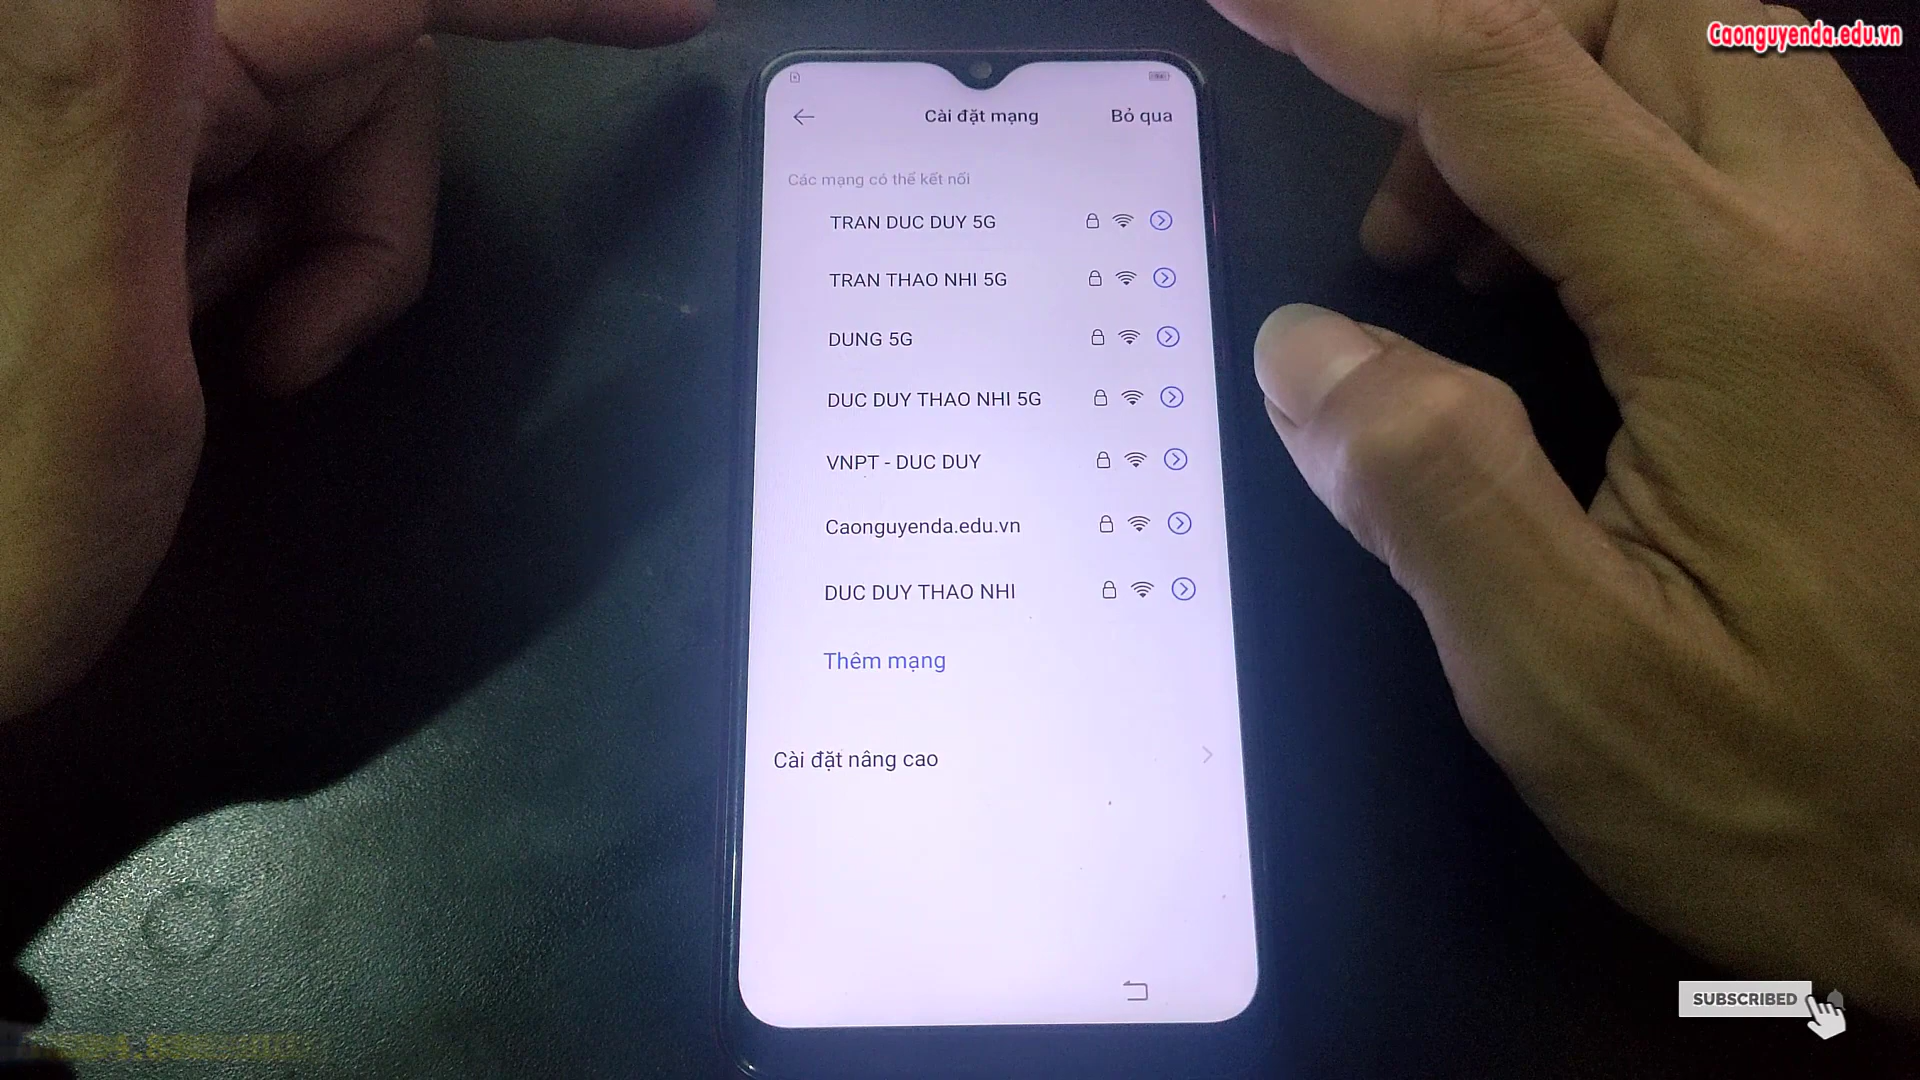 Caonguyenda.edu.vn
Cài đặt mạng
Bỏ qua
Các mạng có thể kết nối
TRAN DUC DUY 5G
TRAN THAO NHI 5G
DUNG 5G
DUC DUY THAO NHI 5G
VNPT - DUC DUY
Caonguyenda.edu.vn
DUC DUY THAO NHI
Thêm mạng
Cài đặt nâng cao
SUBSCRIBED